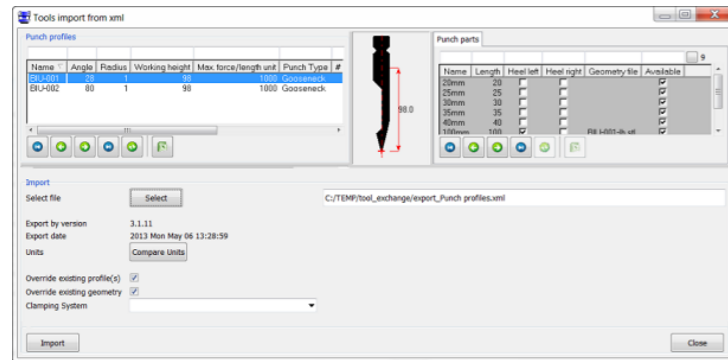 Tools import from xml
Punch profiles
Name Angle Radius Working height Max. force/length unit Punch Type #
BIU-001 28 1 98 1000 Gooseneck
BIU-002 80 1 98 1000 Gooseneck
98.0
Punch parts
9
Name Length Heel left Heel right Geometry file Available
20mm 20
25mm 25
30mm 30
35mm 35
40mm 40
100mm 100
Import
Select file Select C:/TEMP/tool_exchange/export_Punch profiles.xml
Export by version 3.1.11
Export date 2013 Mon May 06 13:28:59
Units Compare Units
Override existing profile(s)
Override existing geometry
Clamping System
Import Close